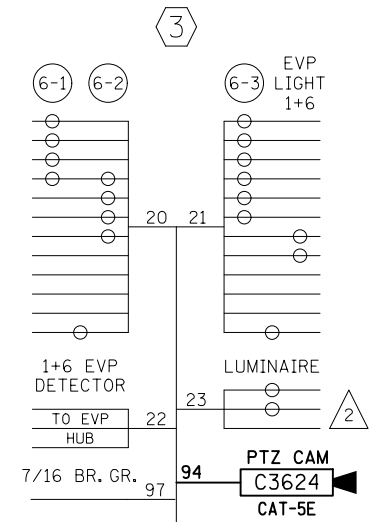 3
6-1 6-2 6-3 EVP
LIGHT
1+6
20 21
1+6 EVP
DETECTOR
LUMINAIRE
TO EVP
HUB
22
23
2
7/16 BR. GR.
97
94
PTZ CAM
C3624
CAT-5E